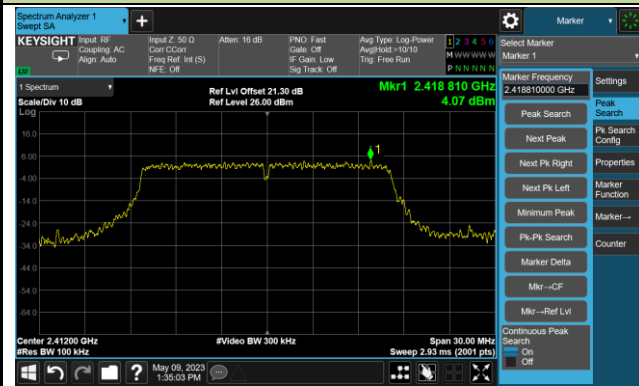 Spectrum Analyzer 1
Swept SA
Marker
KEYSIGHT
Input: RF
Coupling: AC
Align: Auto
Input Z: 50 Ω
Corr CCorr
Freq Ref: Int (S)
NFE: Off
Atten: 16 dB
PNO: Fast
Gate: Off
IF Gain: Low
Sig Track: Off
Avg Type: Log-Power
Avg|Hold:>10/10
Trig: Free Run
1 2 3 4 5 6
M W W W W W
P N N N N N
LVI
Select Marker
Marker 1
1 Spectrum
Scale/Div 10 dB
Log
Ref Lvl Offset 21.30 dB
Ref Level 26.00 dBm
Mkr1 2.418 810 GHz
4.07 dBm
1
16.0
6.00
-4.00
-14.0
-24.0
-34.0
-44.0
-54.0
-64.0
Center 2.41200 GHz
#Res BW 100 kHz
#Video BW 300 kHz
Span 30.00 MHz
Sweep 2.93 ms (2001 pts)
Marker Frequency
2.418810000 GHz
Peak Search
Next Peak
Next Pk Right
Next Pk Left
Minimum Peak
Pk-Pk Search
Marker Delta
Mkr→CF
Mkr→Ref Lvl
Continuous Peak
Search
On
Off
Settings
Peak
Search
Pk Search
Config
Properties
Marker
Function
Marker→
Counter
May 09, 2023
1:35:03 PM